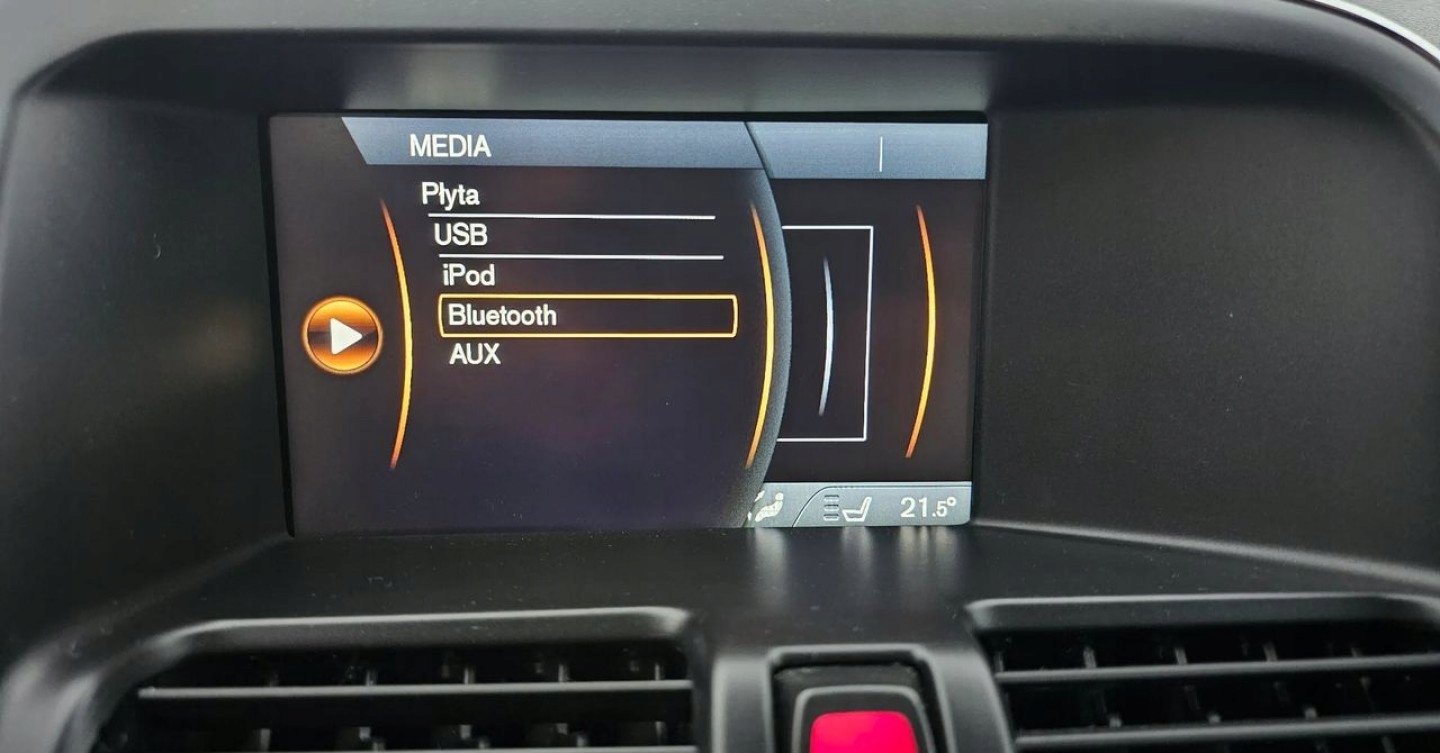 MEDIA
Płyta
USB
iPod
Bluetooth
AUX
21.5°